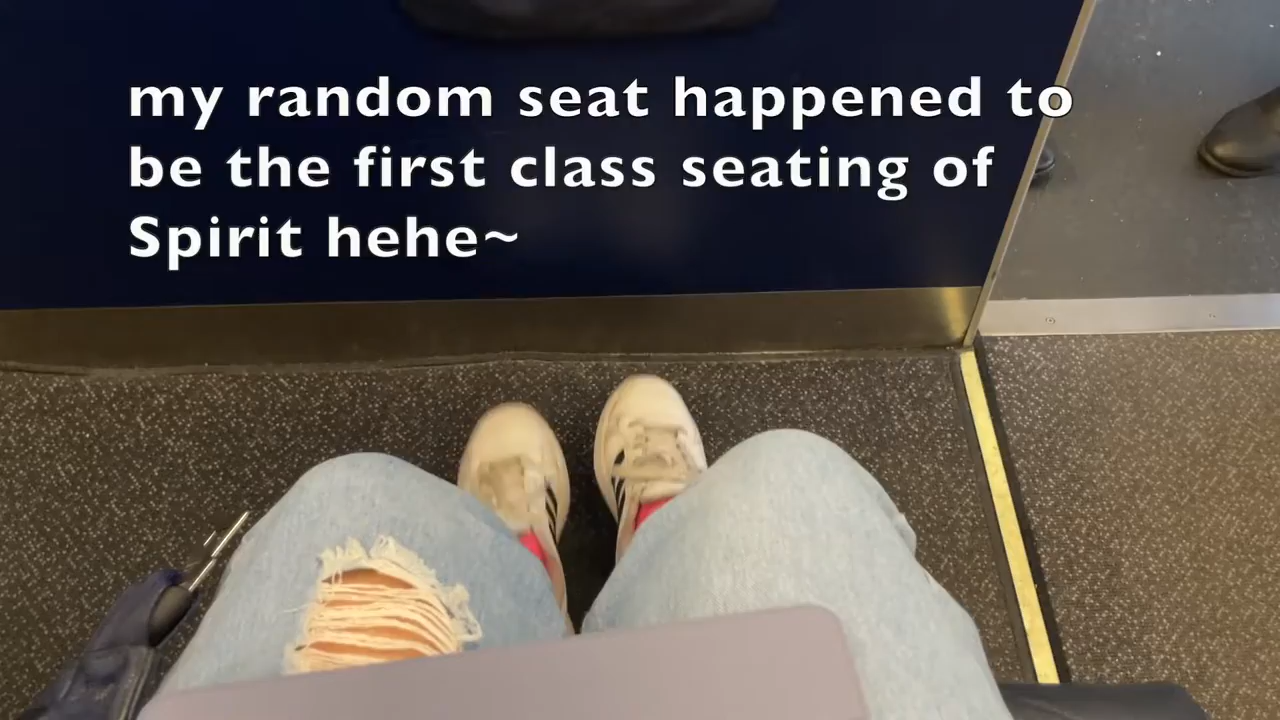 my random seat happened to
be the first class seating of
Spirit hehe~